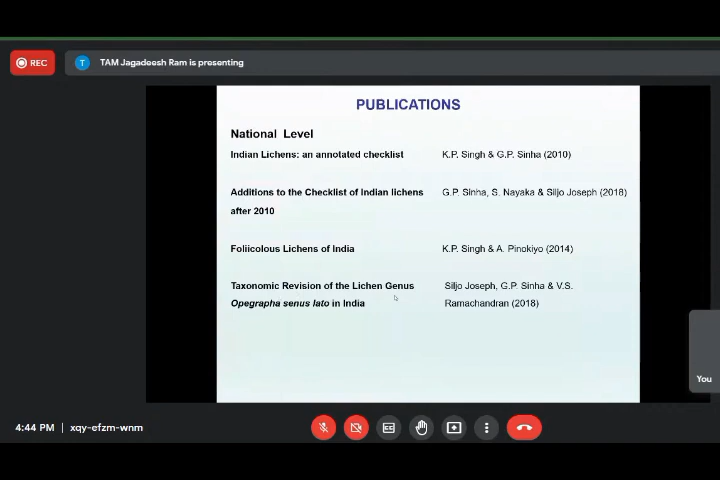 REC
T
TAM Jagadeesh Ram is presenting
PUBLICATIONS
National Level
Indian Lichens: an annotated checklist K.P. Singh & G.P. Sinha (2010)
Additions to the Checklist of Indian lichens G.P. Sinha, S. Nayaka & Siljo Joseph (2018)
after 2010
Foliicolous Lichens of India K.P. Singh & A. Pinokiyo (2014)
Taxonomic Revision of the Lichen Genus Siljo Joseph, G.P. Sinha & V.S.
Opegrapha senus lato in India Ramachandran (2018)
You
4:44 PM | xqy-efzm-wnm
CC